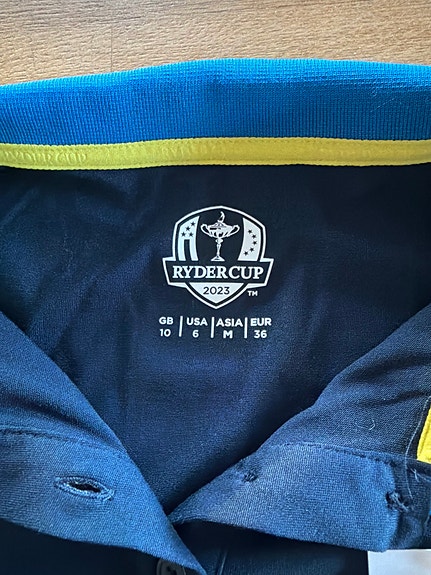 RYDER CUP
2023
TM
GB | USA | ASIA | EUR
10 | 6 | M | 36